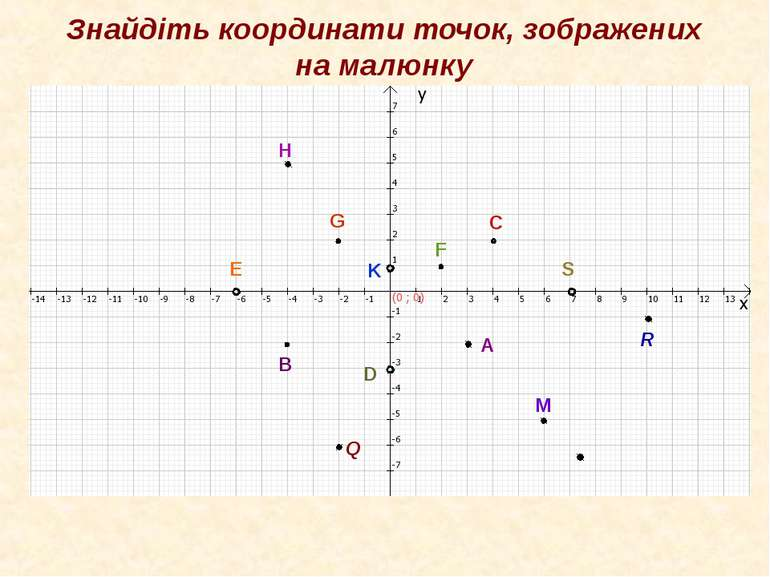 Знайдіть координати точок, зображених
на малюнку
y
7
6
H
5
4
3
G
C
2
F
1
E
K
S
-14 -13 -12 -11 -10 -9 -8 -7 -6 -5 -4 -3 -2 -1 (0 ; 0) 1 2 3 4 5 6 7 8 9 10 11 12 13 x
-1
R
-2
A
B
-3
D
-4
M
-5
-6
Q
-7